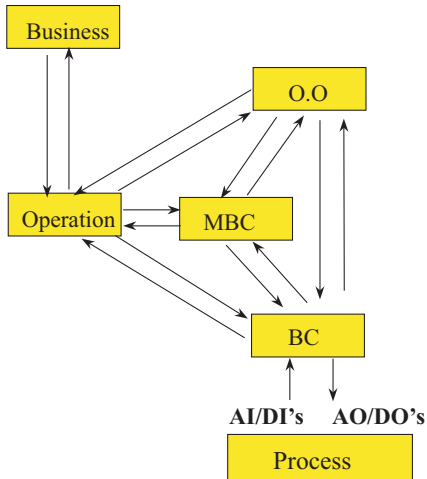 Business
O.O
Operation
MBC
BC
AI/DI's AO/DO's
Process